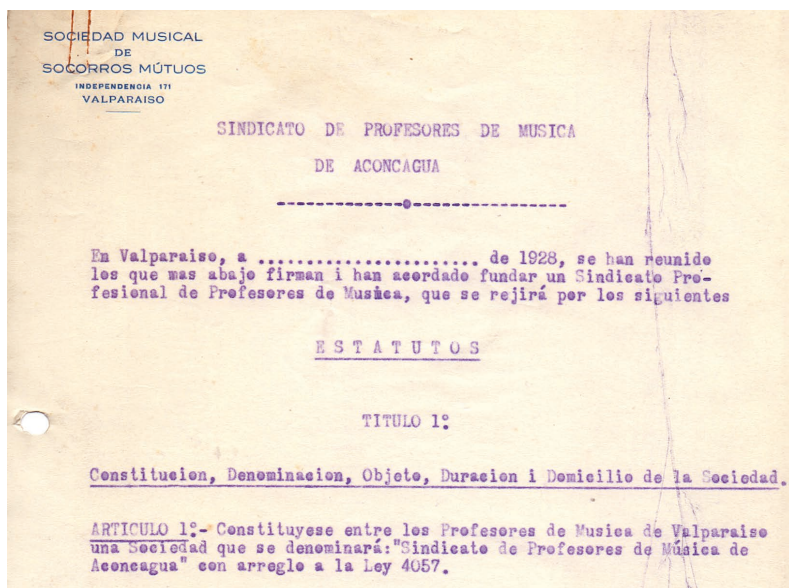 SOCIEDAD MUSICAL
DE
SOCORROS MÚTUOS
INDEPENDENCIA 171
VALPARAISO
SINDICATO DE PROFESORES DE MUSICA
DE ACONCAGUA
En Valparaiso, a ....................... de 1928, se han reunido
los que mas abajo firman i han acordado fundar un Sindicato Pro-
fesional de Profesores de Musica, que se rejirá por los siguientes
E S T A T U T O S
TITULO 1º
Constitucion, Denominacion, Objeto, Duracion i Domicilio de la Sociedad.
ARTICULO 1º- Constituyese entre los Profesores de Musica de Valparaiso
una Sociedad que se denominará:"Sindicato de Profesores de Música de
Aconcagua" con arreglo a la Ley 4057.